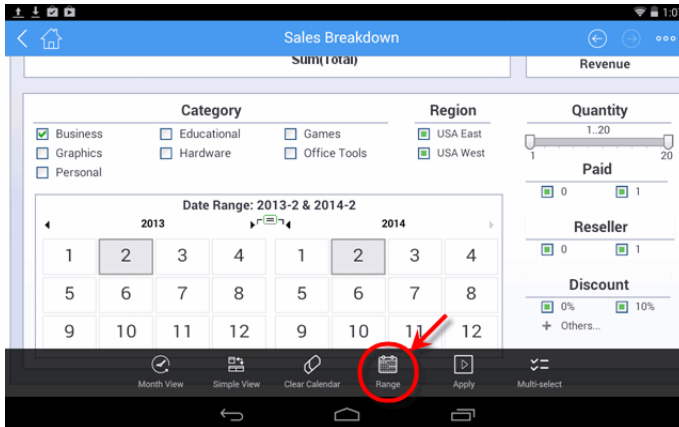 1:0
Sales Breakdown
Sum(Total)
Revenue
Category
Business
Educational
Games
Graphics
Hardware
Office Tools
Personal
Region
USA East
USA West
Quantity
1..20
1 20
Paid
0 1
Reseller
0 1
Discount
0% 10%
+ Others...
Date Range: 2013-2 & 2014-2
2013 2014
1 2 3 4 1 2 3 4
5 6 7 8 5 6 7 8
9 10 11 12 9 10 11 12
Month View Simple View Clear Calendar Range Apply Multi-select